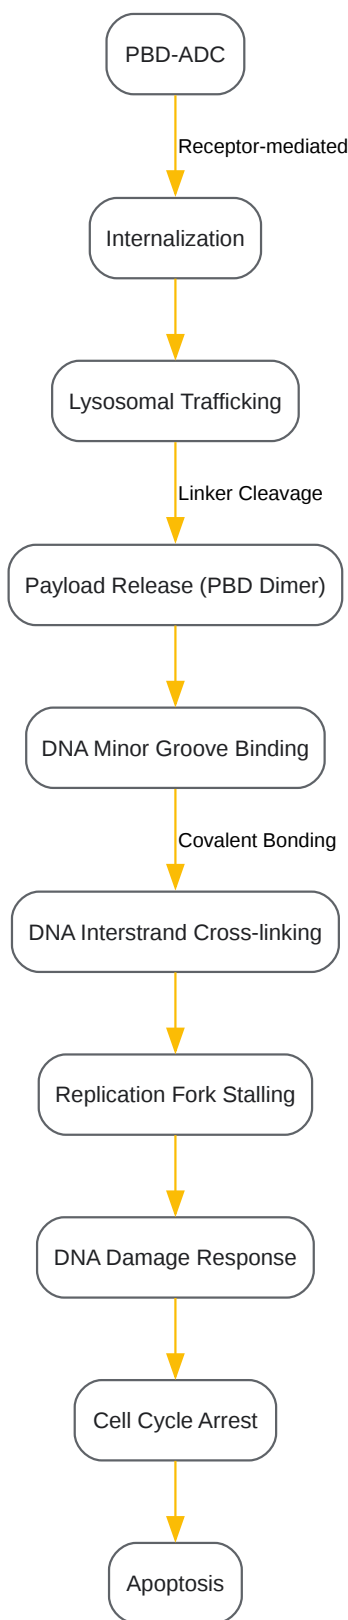 PBD-ADC
Receptor-mediated
Internalization
Lysosomal Trafficking
Linker Cleavage
Payload Release (PBD Dimer)
DNA Minor Groove Binding
Covalent Bonding
DNA Interstrand Cross-linking
Replication Fork Stalling
DNA Damage Response
Cell Cycle Arrest
Apoptosis